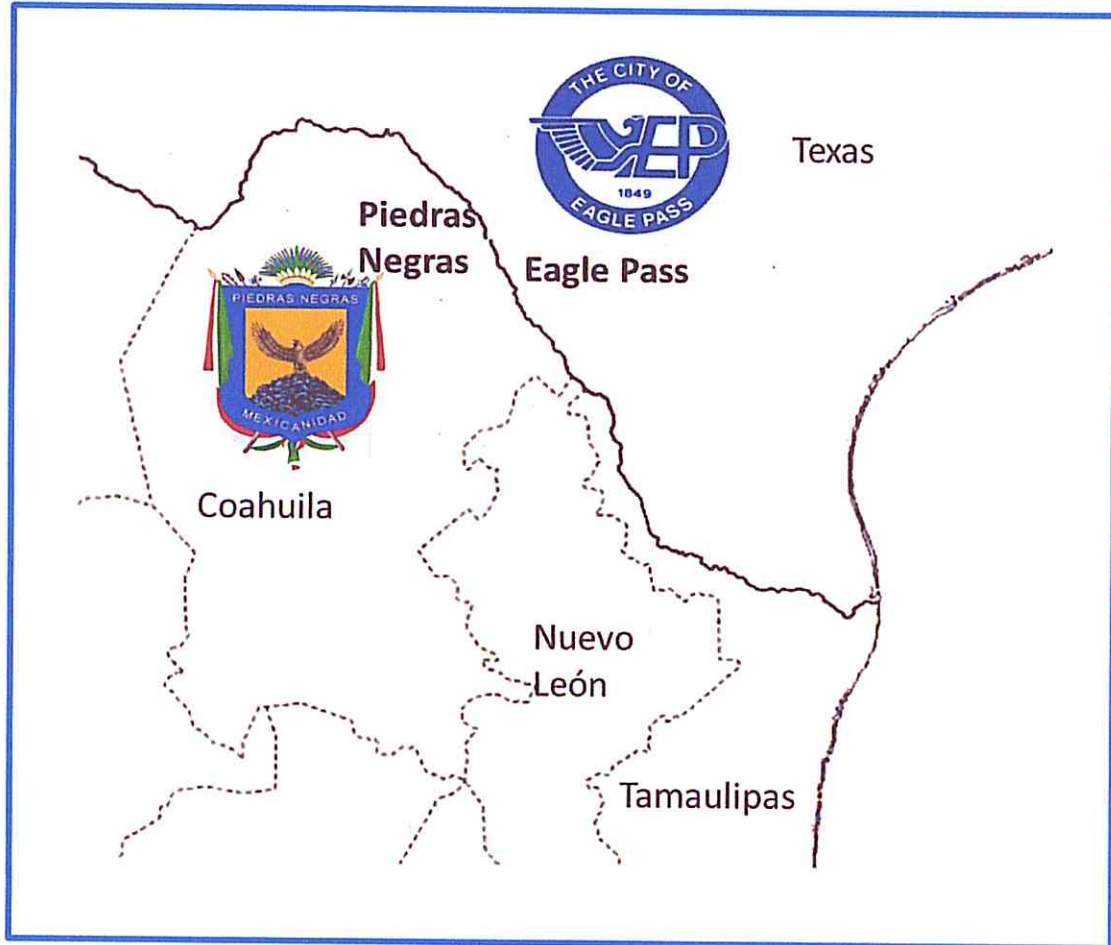 THE CITY OF
EP
1849
EAGLE PASS
Texas
Piedras
Negras
Eagle Pass
PIEDRAS NEGRAS
MEXICANIDAD
Coahuila
Nuevo
León
Tamaulipas